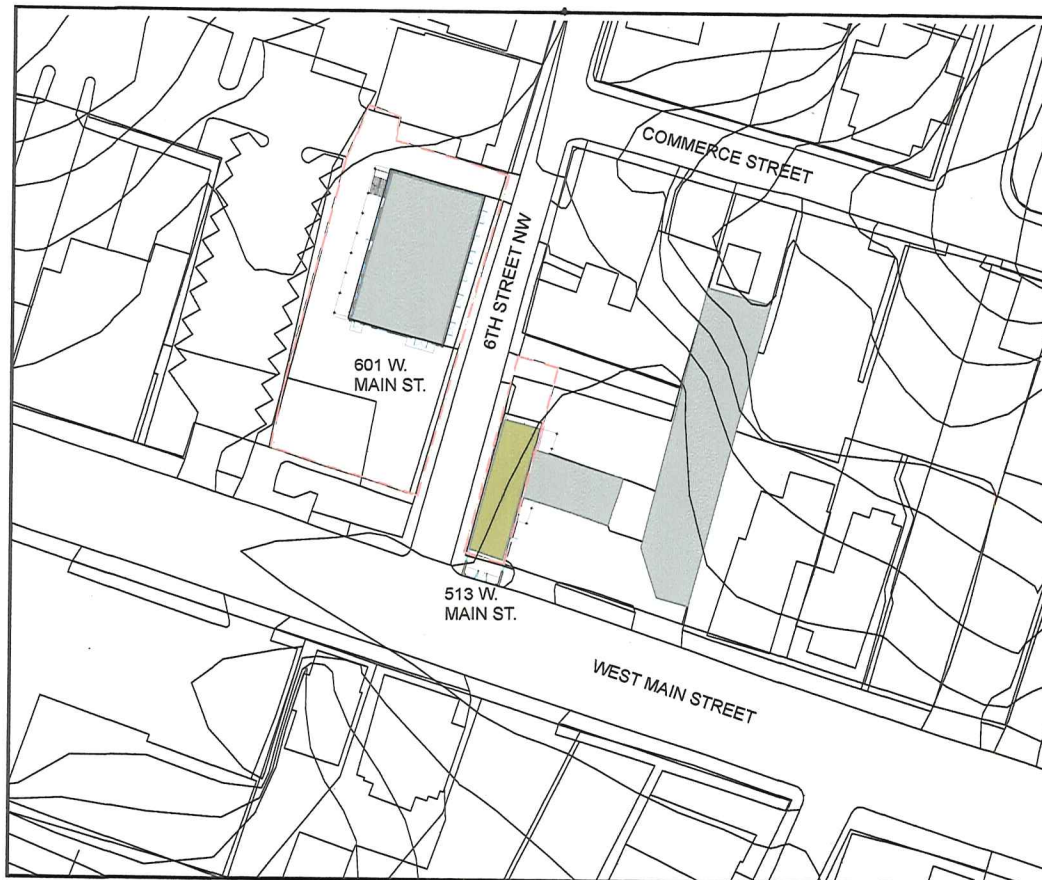 COMMERCE STREET
6TH STREET NW
601 W.
MAIN ST.
513 W.
MAIN ST.
WEST MAIN STREET